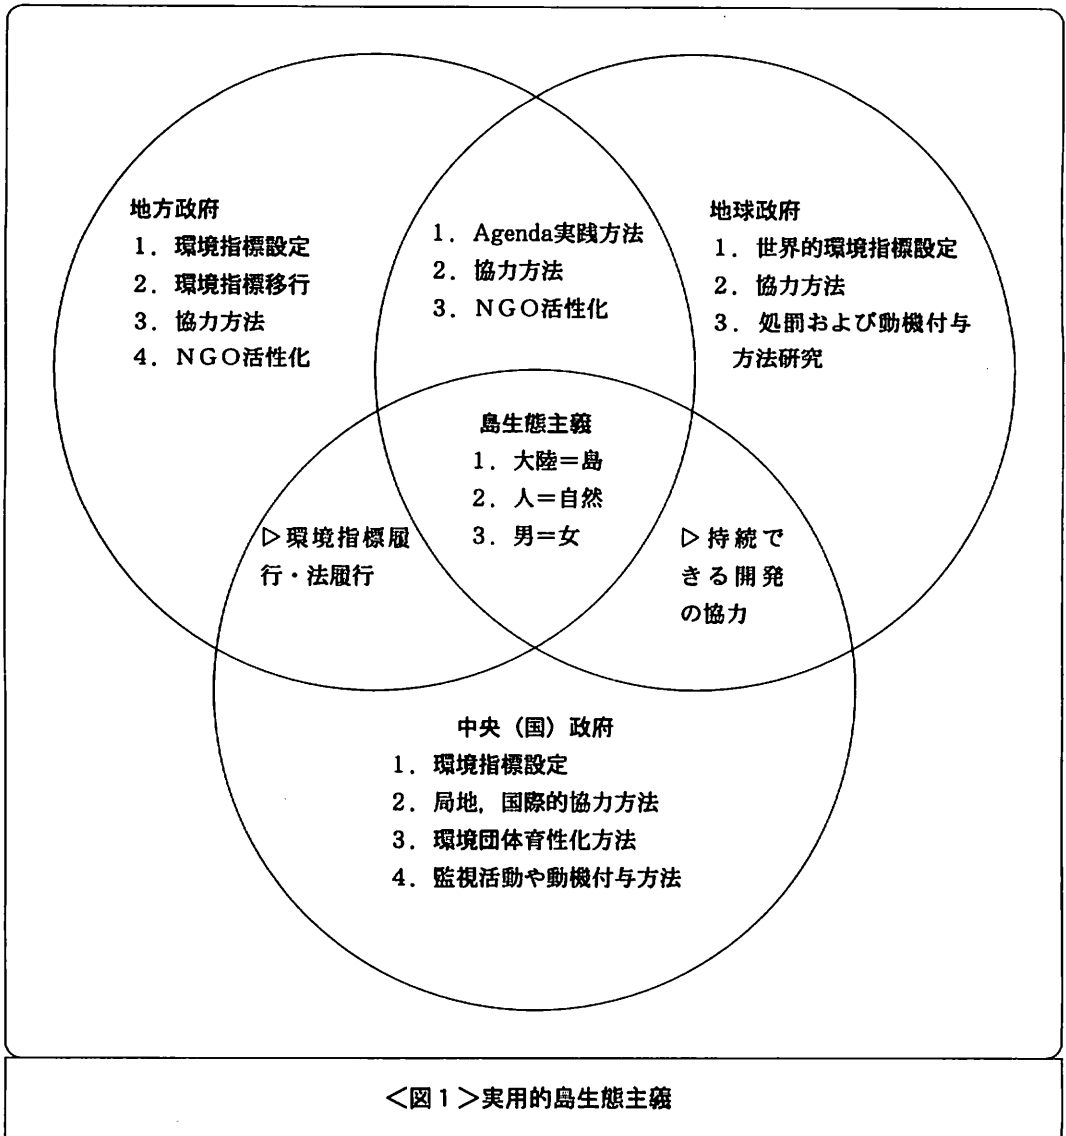 地方政府
1．環境指標設定
2．環境指標移行
3．協力方法
4．NGO活性化
1．Agenda実践方法
2．協力方法
3．NGO活性化
地球政府
1．世界的環境指標設定
2．協力方法
3．処罰および動機付与
方法研究
島生態主義
1．大陸＝島
2．人＝自然
3．男＝女
▷環境指標履
行・法履行
▷持続で
きる開発
の協力
中央（国）政府
1．環境指標設定
2．局地，国際的協力方法
3．環境団体育性化方法
4．監視活動や動機付与方法
＜図1＞実用的島生態主義